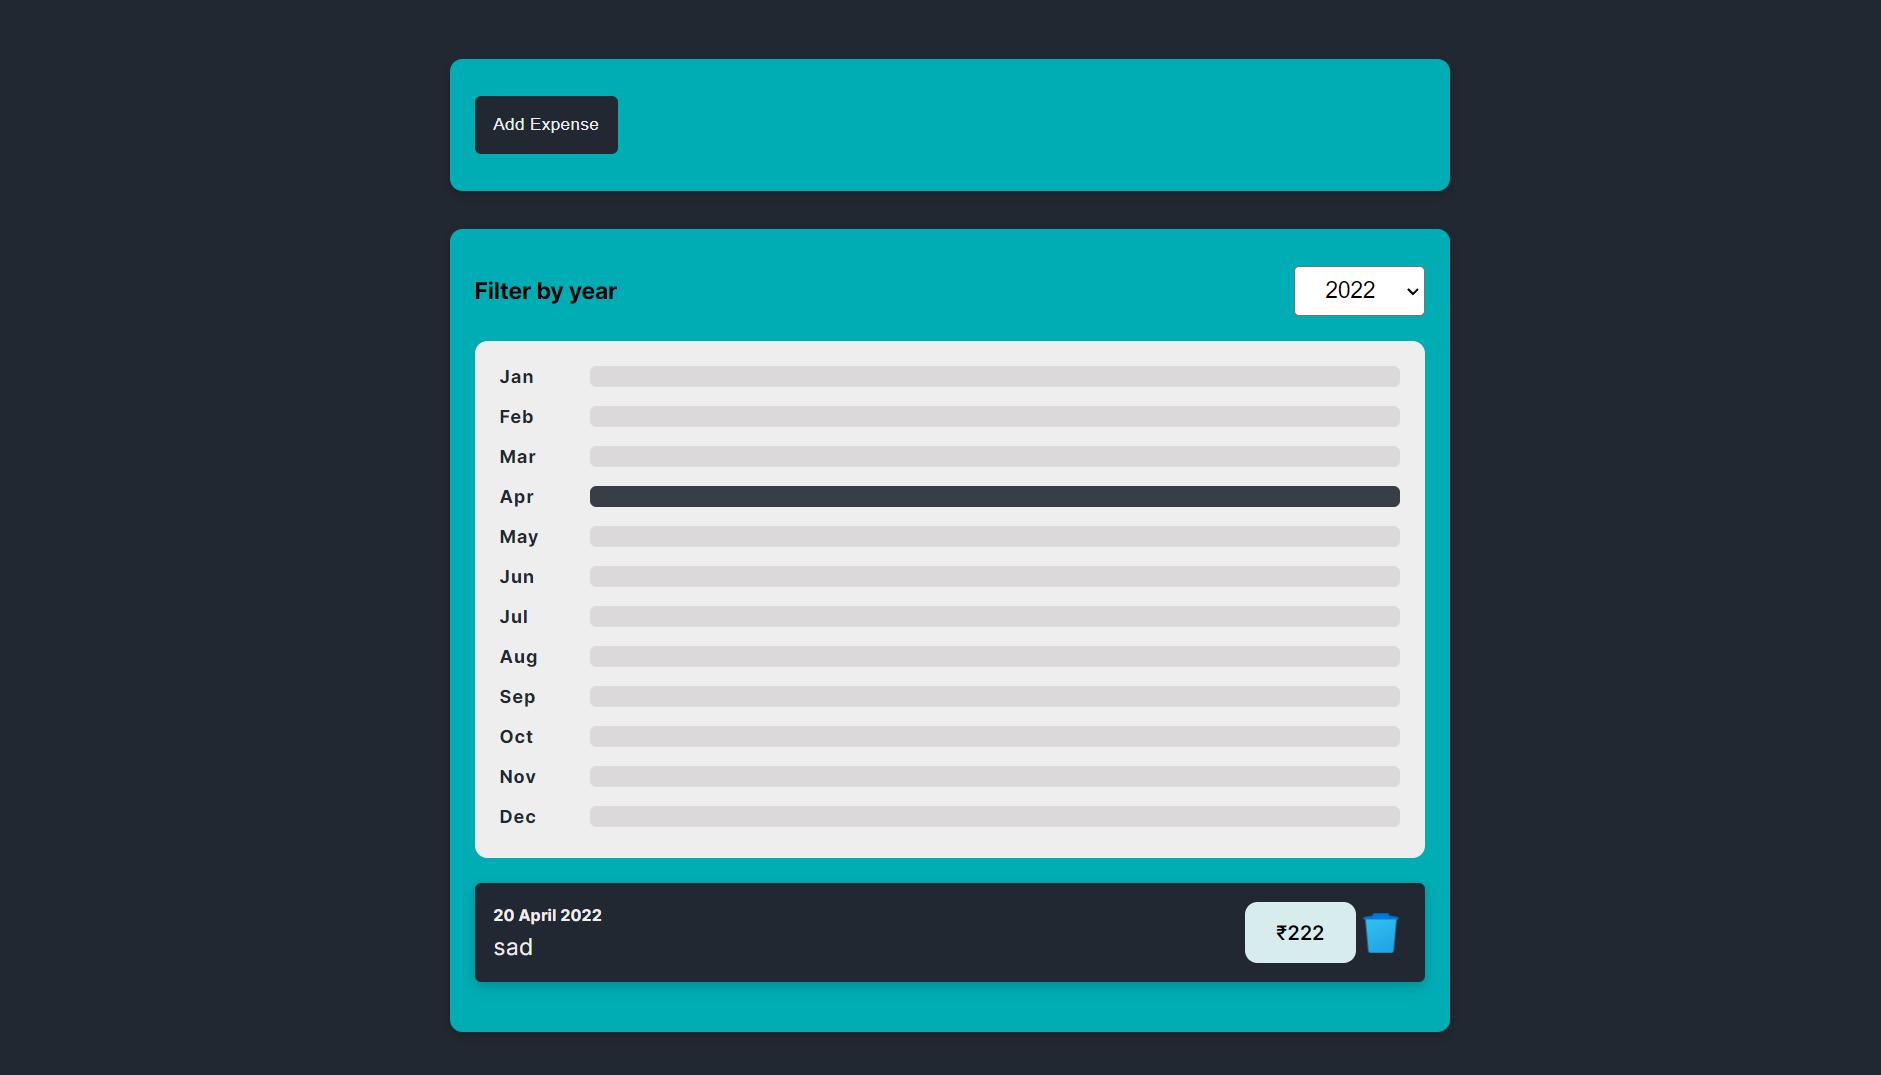 Add Expense
Filter by year
2022
Jan
Feb
Mar
Apr
May
Jun
Jul
Aug
Sep
Oct
Nov
Dec
20 April 2022
sad
₹222